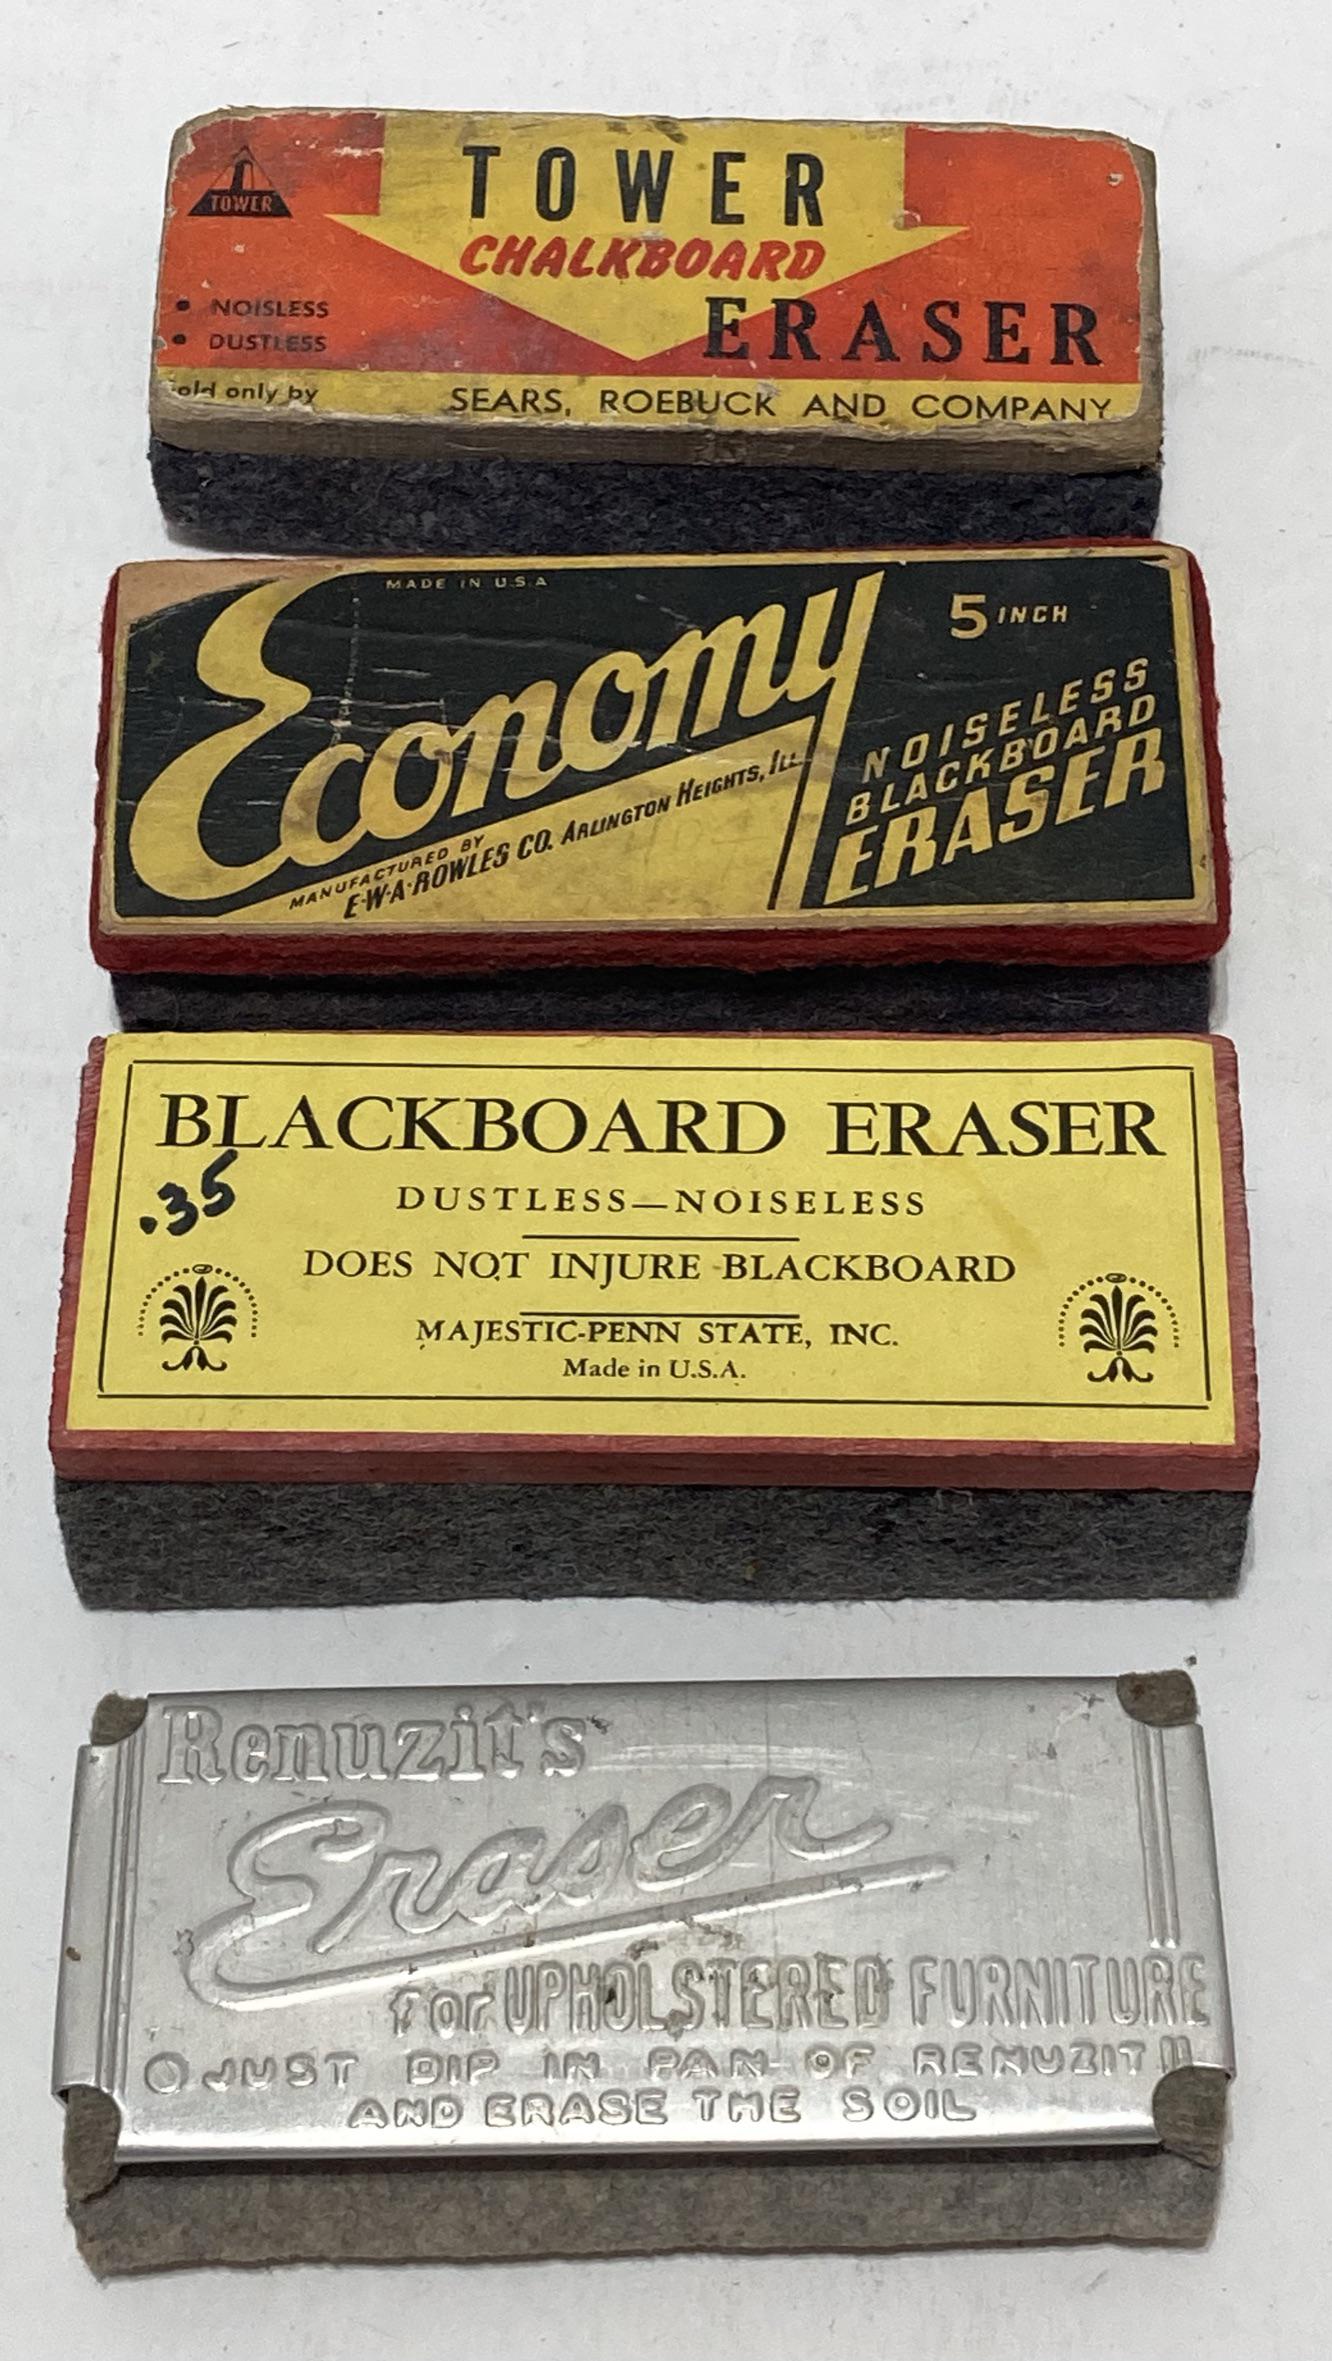 TOWER
TOWER
CHALKBOARD
ERASER
• NOISLESS
• DUSTLESS
only by SEARS, ROEBUCK AND COMPANY
MADE IN U.S.A
Economy
5 INCH
NOISELESS
BLACKBOARD
ERASER
MANUFACTURED BY
E·W·A·ROWLES CO. ARLINGTON HEIGHTS, ILL
BLACKBOARD ERASER
.35
DUSTLESS—NOISELESS
DOES NOT INJURE BLACKBOARD
MAJESTIC-PENN STATE, INC.
Made in U.S.A.
Renuzit's
Eraser
for UPHOLSTERED FURNITURE
JUST DIP IN PAN OF RENUZIT
AND ERASE THE SOIL